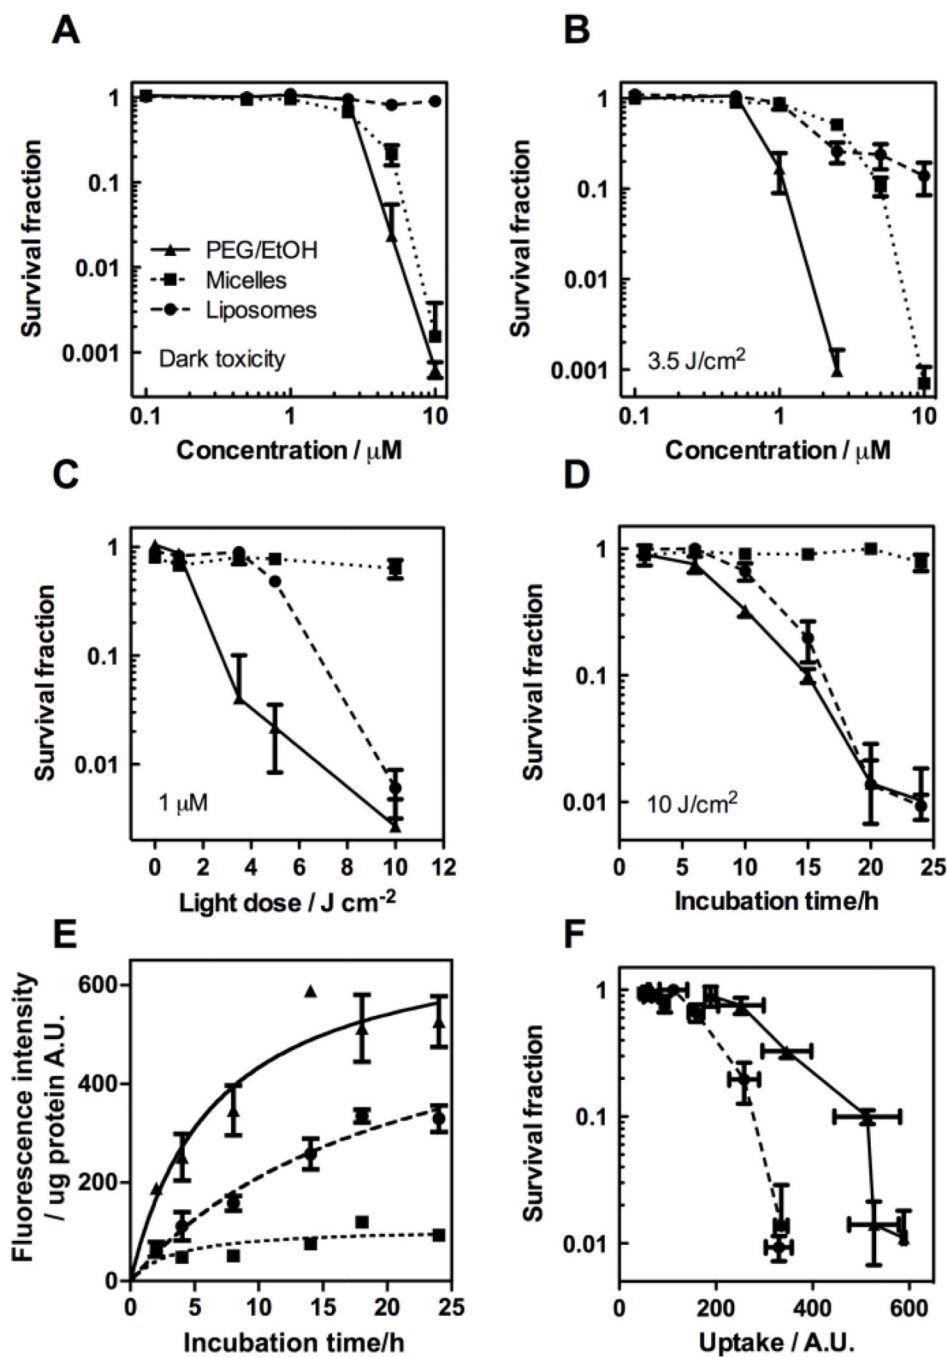 A
Survival fraction
1
0.1
0.01
0.001
PEG/EtOH
Micelles
Liposomes
Dark toxicity
0.1 1 10
Concentration / μM
B
Survival fraction
1
0.1
0.01
0.001
3.5 J/cm²
0.1 1 10
Concentration / μM
C
Survival fraction
1
0.1
0.01
1 μM
0 2 4 6 8 10 12
Light dose / J cm⁻²
D
Survival fraction
1
0.1
0.01
10 J/cm²
0 5 10 15 20 25
Incubation time/h
E
Fluorescence intensity
/ ug protein A.U.
600
400
200
0
0 5 10 15 20 25
Incubation time/h
F
Survival fraction
1
0.1
0.01
0 200 400 600
Uptake / A.U.